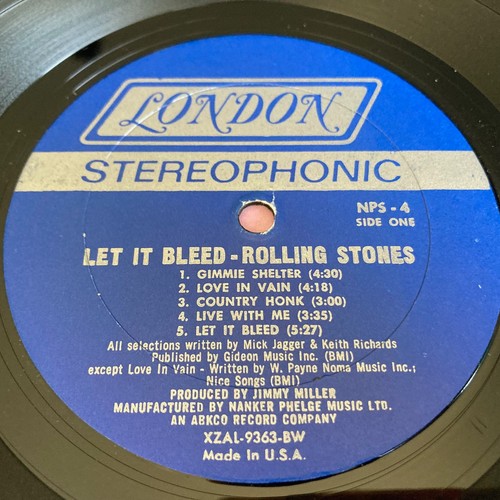 LONDON
STEREOPHONIC
NPS - 4
SIDE ONE
LET IT BLEED - ROLLING STONES
1. GIMMIE SHELTER (4:30)
2. LOVE IN VAIN (4:18)
3. COUNTRY HONK (3:00)
4. LIVE WITH ME (3:35)
5. LET IT BLEED (5:27)
All selections written by Mick Jagger & Keith Richards
Published by Gideon Music Inc. (BMI)
except Love In Vain - Written by W. Payne Noma Music Inc.;
Nice Songs (BMI)
PRODUCED BY JIMMY MILLER
MANUFACTURED BY NANKER PHELGE MUSIC LTD.
AN ABKCO RECORD COMPANY
XZAL-9363-BW
Made In U.S.A.